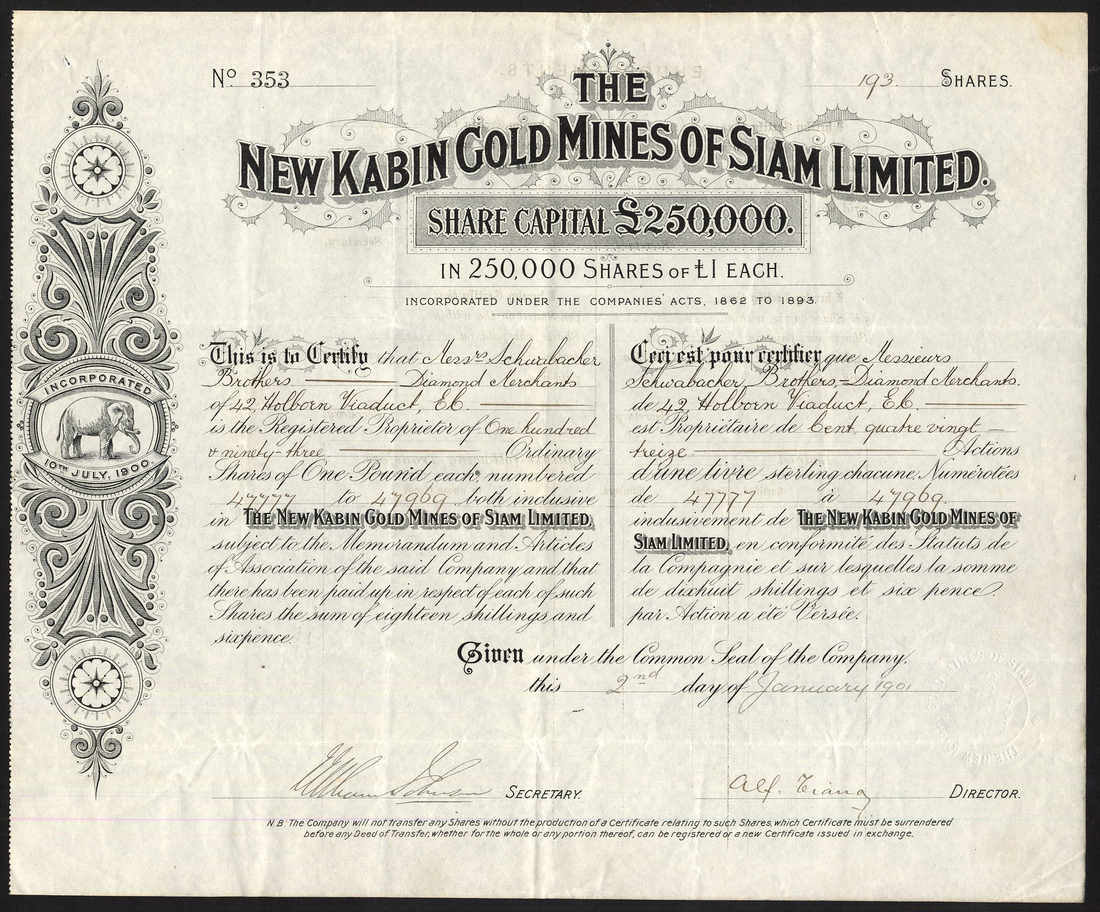 No 353
193 SHARES.
THE
NEW KABIN GOLD MINES OF SIAM LIMITED.
SHARE CAPITAL £250,000.
IN 250,000 SHARES OF £1 EACH.
INCORPORATED UNDER THE COMPANIES' ACTS, 1862 TO 1893.
INCORPORATED
10TH JULY, 1900
This is to Certify that Messrs Schwabacher
Brothers. Diamond Merchants
of 42, Holborn Viaduct, E.C.
is the Registered Proprietor of One hundred
& ninety-three Ordinary
Shares of One Pound each numbered
47777 to 47969 both inclusive
in THE NEW KABIN GOLD MINES OF SIAM LIMITED,
subject to the Memorandum and Articles
of Association of the said Company and that
there has been paid up in respect of each of such
Shares the sum of eighteen shillings and
sixpence.
Ceci est pour certifier que Messieurs
Schwabacher Brothers,=Diamond Merchants.
de 42, Holborn Viaduct, E.C.
est Propriétaire de Cent quatre vingt
treize Actions
d'une livre sterling chacune, Numérotées
de 47777 à 47969.
inclusivement de THE NEW KABIN GOLD MINES OF
SIAM LIMITED, en conformité des Statuts de
la Compagnie et sur lesquelles la somme
de dixhuit shillings et six pence
par Action a été Versée.
Given under the Common Seal of the Company.
this 2nd day of January 1901
William Johnson SECRETARY.
Alf. DIRECTOR.
N.B. The Company will not transfer any Shares without the production of a Certificate relating to such Shares, which Certificate must be surrendered
before any Deed of Transfer, whether for the whole or any portion thereof, can be registered or a new Certificate issued in exchange.